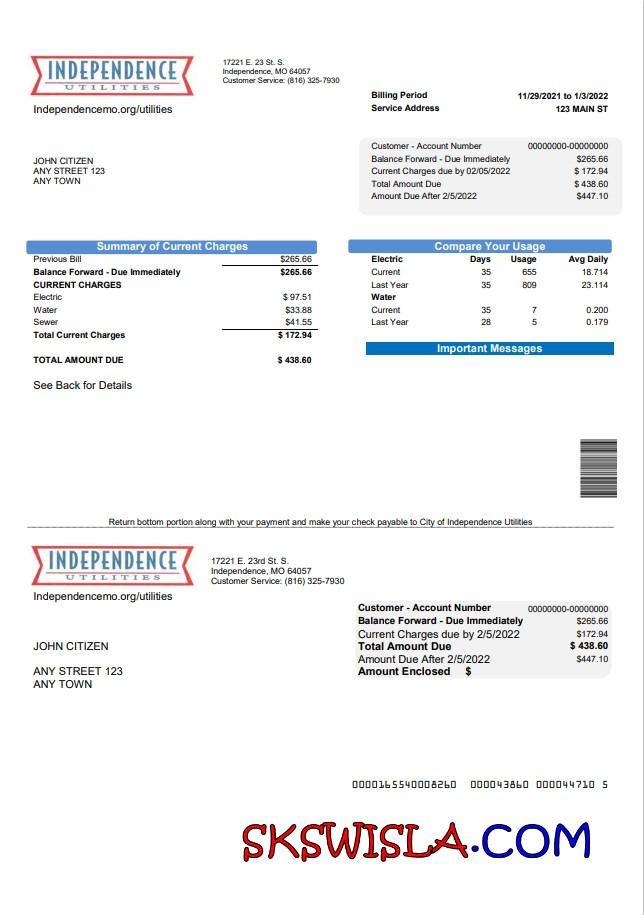 INDEPENDENCE
UTILITIES
Independencemo.org/utilities
17221 E. 23 St. S.
Independence, MO 64057
Customer Service: (816) 325-7930
Billing Period 11/29/2021 to 1/3/2022
Service Address 123 MAIN ST
JOHN CITIZEN
ANY STREET 123
ANY TOWN
Customer - Account Number 00000000-00000000
Balance Forward - Due Immediately $265.66
Current Charges due by 02/05/2022 $ 172.94
Total Amount Due $ 438.60
Amount Due After 2/5/2022 $447.10
Summary of Current Charges
Previous Bill $265.66
Balance Forward - Due Immediately $265.66
CURRENT CHARGES
Electric $ 97.51
Water $33.88
Sewer $41.55
Total Current Charges $ 172.94
TOTAL AMOUNT DUE $ 438.60
See Back for Details
Compare Your Usage
Electric Days Usage Avg Daily
Current 35 655 18.714
Last Year 35 809 23.114
Water
Current 35 7 0.200
Last Year 28 5 0.179
Important Messages
Return bottom portion along with your payment and make your check payable to City of Independence Utilities
INDEPENDENCE
UTILITIES
Independencemo.org/utilities
17221 E. 23rd St. S.
Independence, MO 64057
Customer Service: (816) 325-7930
JOHN CITIZEN
ANY STREET 123
ANY TOWN
Customer - Account Number 00000000-00000000
Balance Forward - Due Immediately $265.66
Current Charges due by 2/5/2022 $172.94
Total Amount Due $ 438.60
Amount Due After 2/5/2022 $447.10
Amount Enclosed $
0000165540008260 000043860 000044710 5
SKSWISLA.COM